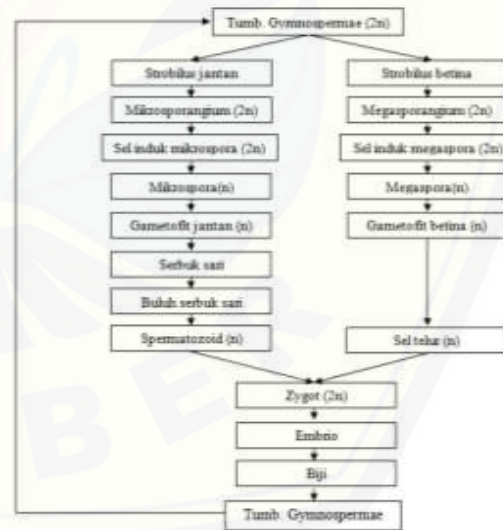 Tumb. Gymnospermae (2n)
Strobilus jantan
Strobilus betina
Mikrosporangium (2n)
Megasporangium (2n)
Sel induk mikrospora (2n)
Sel induk megaspora (2n)
Mikrospora(n)
Megaspora(n)
Gametofit jantan (n)
Gametofit betina (n)
Serbuk sari
Buluh serbuk sari
Spermatozoid (n)
Sel telur (n)
Zygot (2n)
Embrio
Biji
Tumb. Gymnospermae
BER